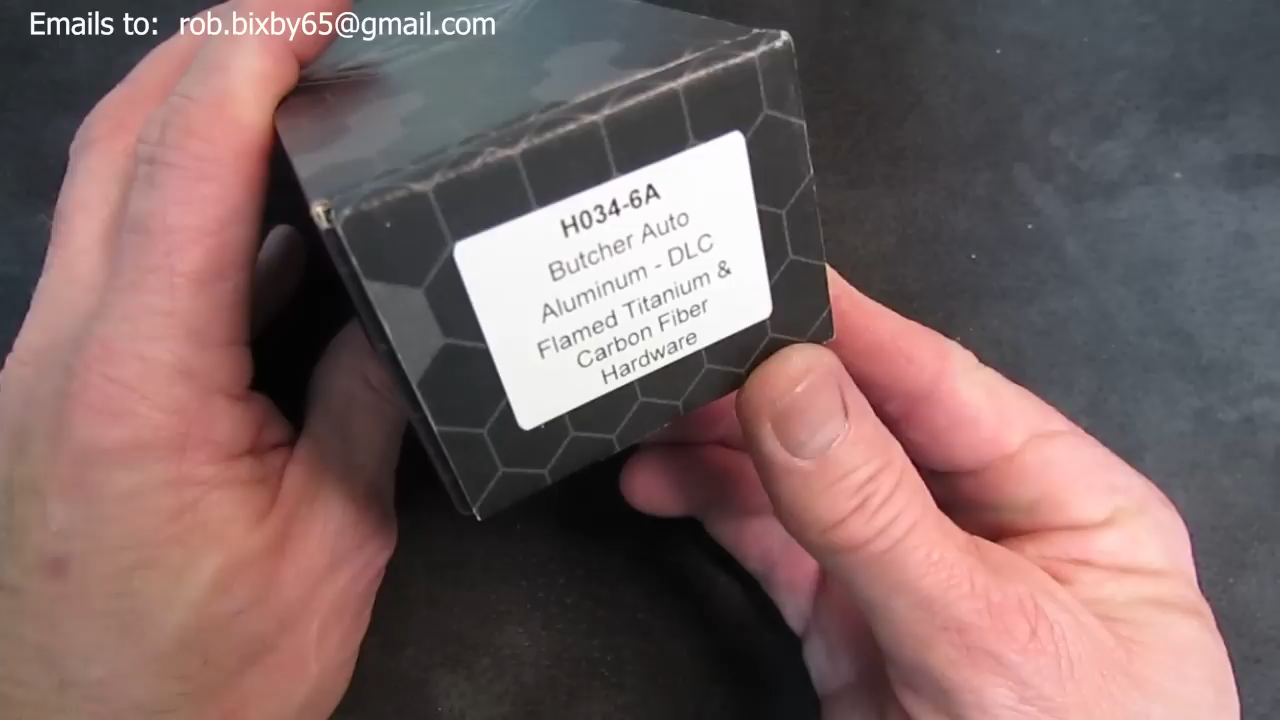 Emails to: rob.bixby65@gmail.com
H034-6A
Butcher Auto
Aluminum - DLC
Flamed Titanium &
Carbon Fiber
Hardware